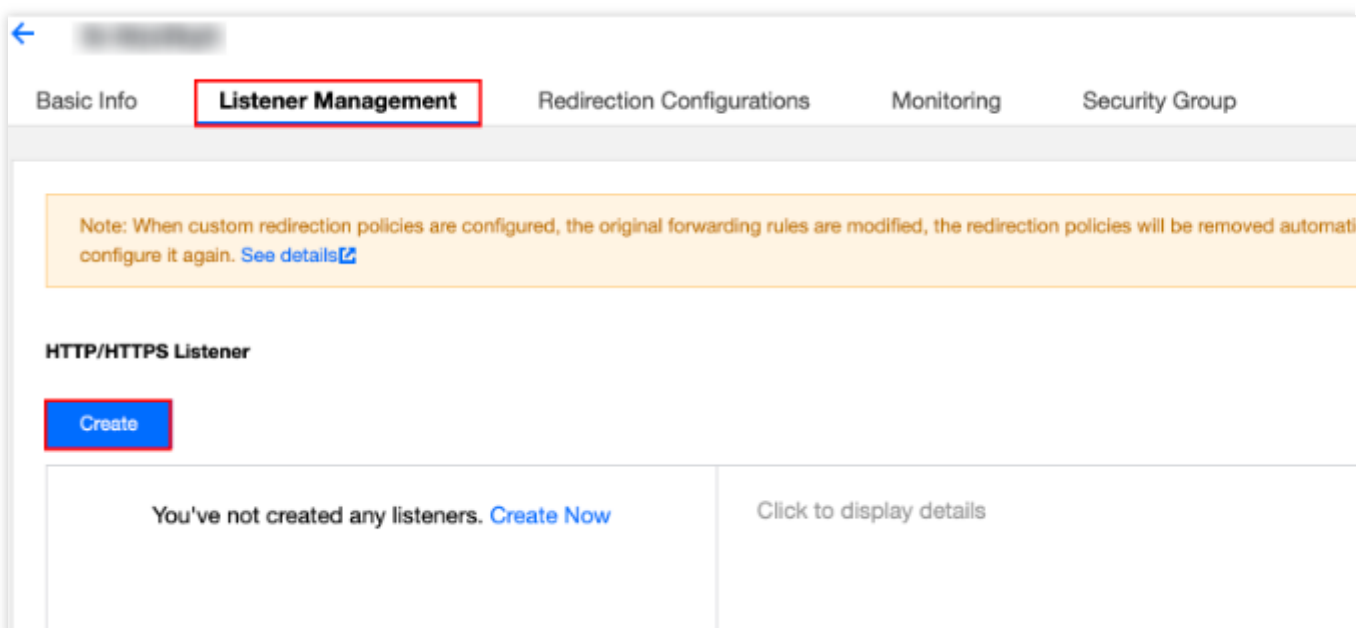 Basic Info Listener Management Redirection Configurations Monitoring Security Group
Note: When custom redirection policies are configured, the original forwarding rules are modified, the redirection policies will be removed automati
configure it again. See details
HTTP/HTTPS Listener
Create
You've not created any listeners. Create Now
Click to display details